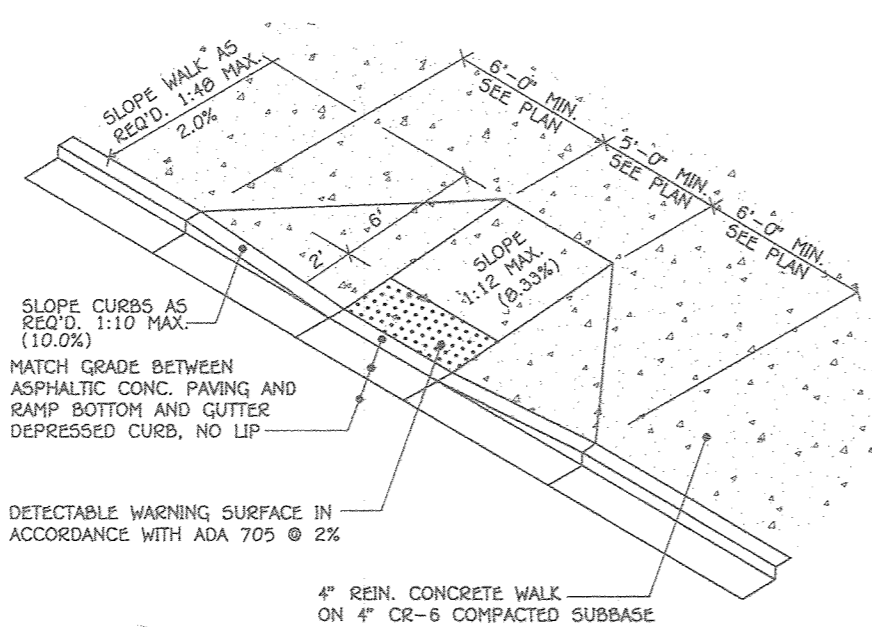 SLOPE WALK AS
REQ'D. 1:48 MAX.
2.0%
6'-0" MIN.
SEE PLAN
5'-0" MIN.
SEE PLAN
6'-0" MIN.
SEE PLAN
6'
2'
SLOPE
1:12 MAX.
(8.33%)
SLOPE CURBS AS
REQ'D. 1:10 MAX.
(10.0%)
MATCH GRADE BETWEEN
ASPHALTIC CONC. PAVING AND
RAMP BOTTOM AND GUTTER
DEPRESSED CURB, NO LIP
DETECTABLE WARNING SURFACE IN
ACCORDANCE WITH ADA 705 @ 2%
4" REIN. CONCRETE WALK
ON 4" CR-6 COMPACTED SUBBASE